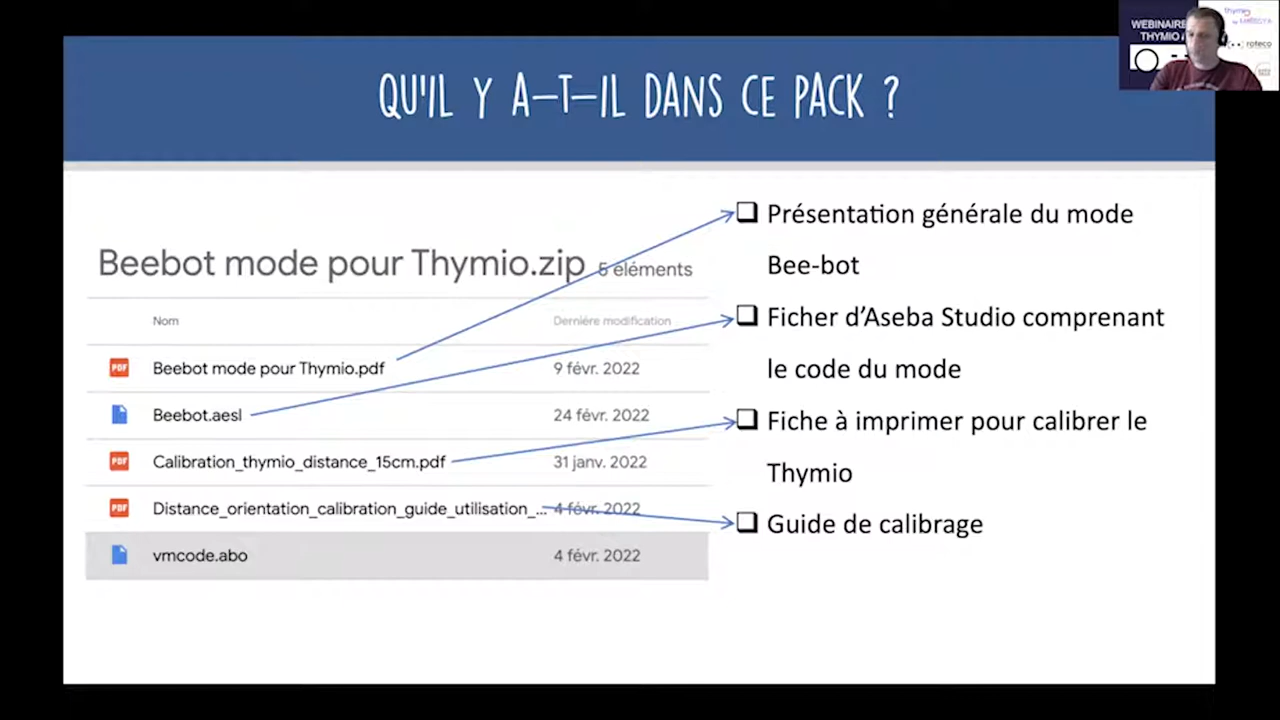 WEBINAIRE
THYMIO
thymio
roteco
QU'IL Y A-T-IL DANS CE PACK ?
Beebot mode pour Thymio.zip 5 eléments
Nom Dernière modification
Beebot mode pour Thymio.pdf 9 févr. 2022
Beebot.aesl 24 févr. 2022
Calibration_thymio_distance_15cm.pdf 31 janv. 2022
Distance_orientation_calibration_guide_utilisation_... 4 févr. 2022
vmcode.abo 4 févr. 2022
Présentation générale du mode
Bee-bot
Ficher d’Aseba Studio comprenant
le code du mode
Fiche à imprimer pour calibrer le
Thymio
Guide de calibrage